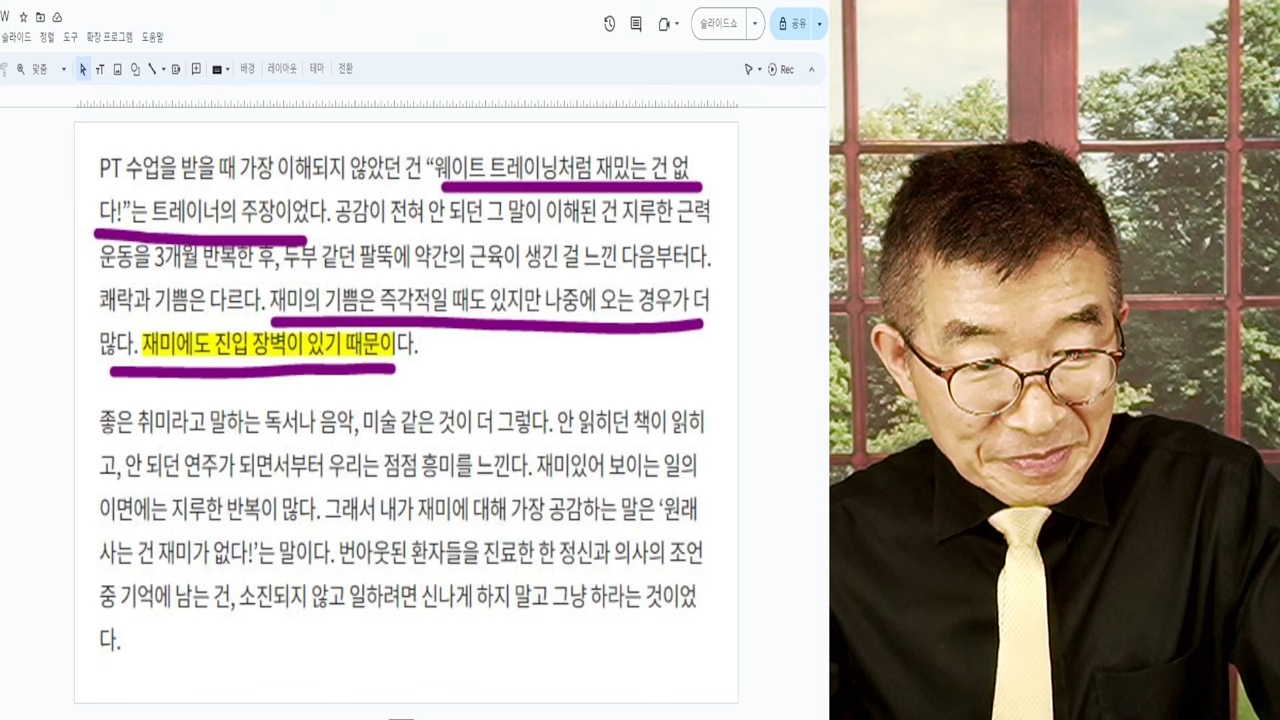 W
슬라이드 정렬 도구 확장 프로그램 도움말
슬라이드쇼
공유
맞춤
배경
레이아웃
테마
전환
Rec
PT 수업을 받을 때 가장 이해되지 않았던 건 “웨이트 트레이닝처럼 재밌는 건 없
다!”는 트레이너의 주장이었다. 공감이 전혀 안 되던 그 말이 이해된 건 지루한 근력
운동을 3개월 반복한 후, 두부 같던 팔뚝에 약간의 근육이 생긴 걸 느낀 다음부터다.
쾌락과 기쁨은 다르다. 재미의 기쁨은 즉각적일 때도 있지만 나중에 오는 경우가 더
많다. 재미에도 진입 장벽이 있기 때문이다.
좋은 취미라고 말하는 독서나 음악, 미술 같은 것이 더 그렇다. 안 읽히던 책이 읽히
고, 안 되던 연주가 되면서부터 우리는 점점 흥미를 느낀다. 재미있어 보이는 일의
이면에는 지루한 반복이 많다. 그래서 내가 재미에 대해 가장 공감하는 말은 ‘원래
사는 건 재미가 없다!’는 말이다. 번아웃된 환자들을 진료한 한 정신과 의사의 조언
중 기억에 남는 건, 소진되지 않고 일하려면 신나게 하지 말고 그냥 하라는 것이었
다.